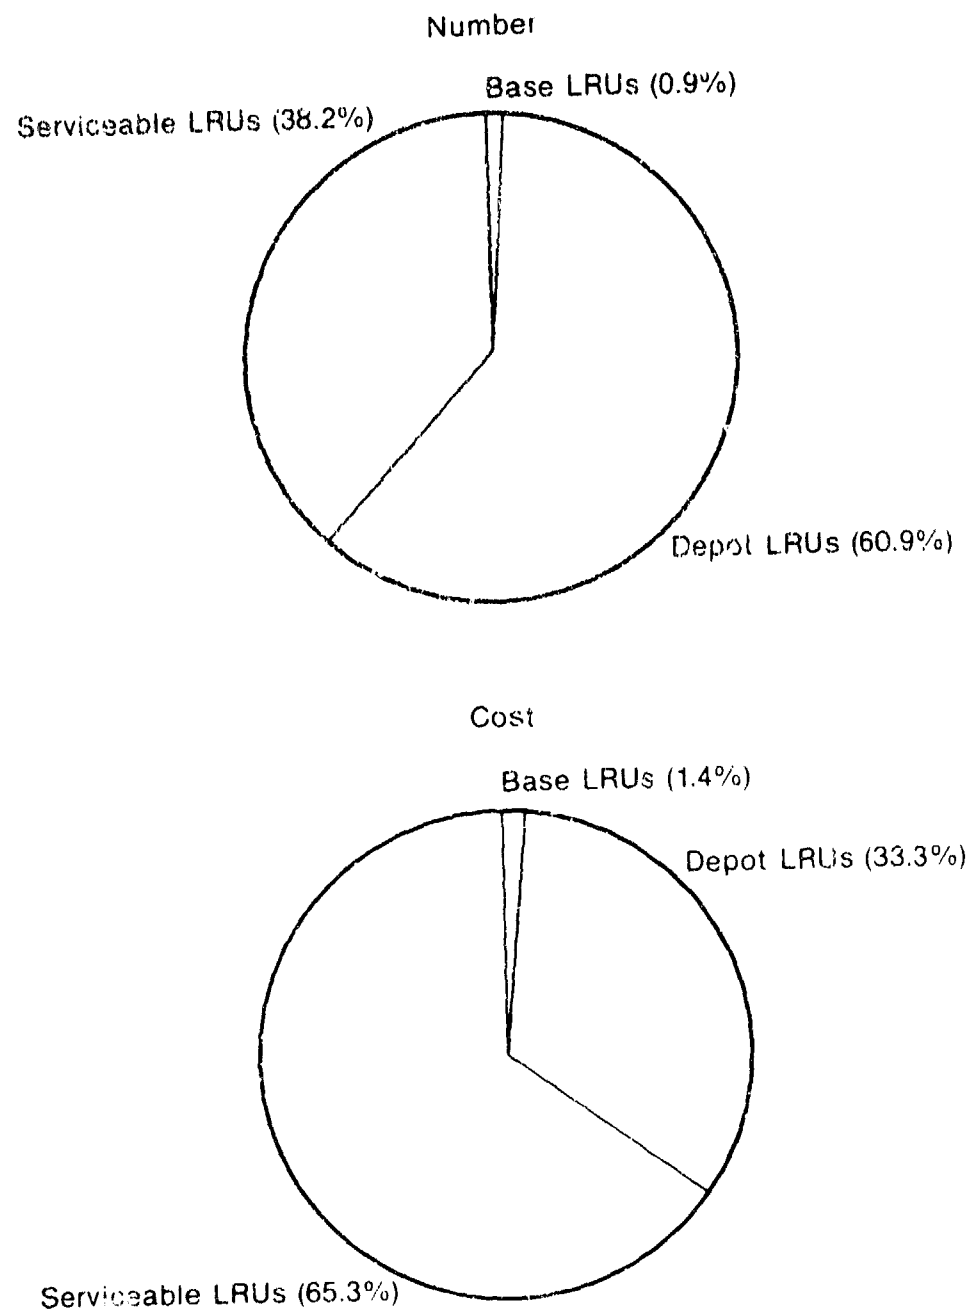 Number
Base LRUs (0.9%)
Serviceable LRUs (38.2%)
Depot LRUs (60.9%)
Cost
Base LRUs (1.4%)
Depot LRUs (33.3%)
Serviceable LRUs (65.3%)